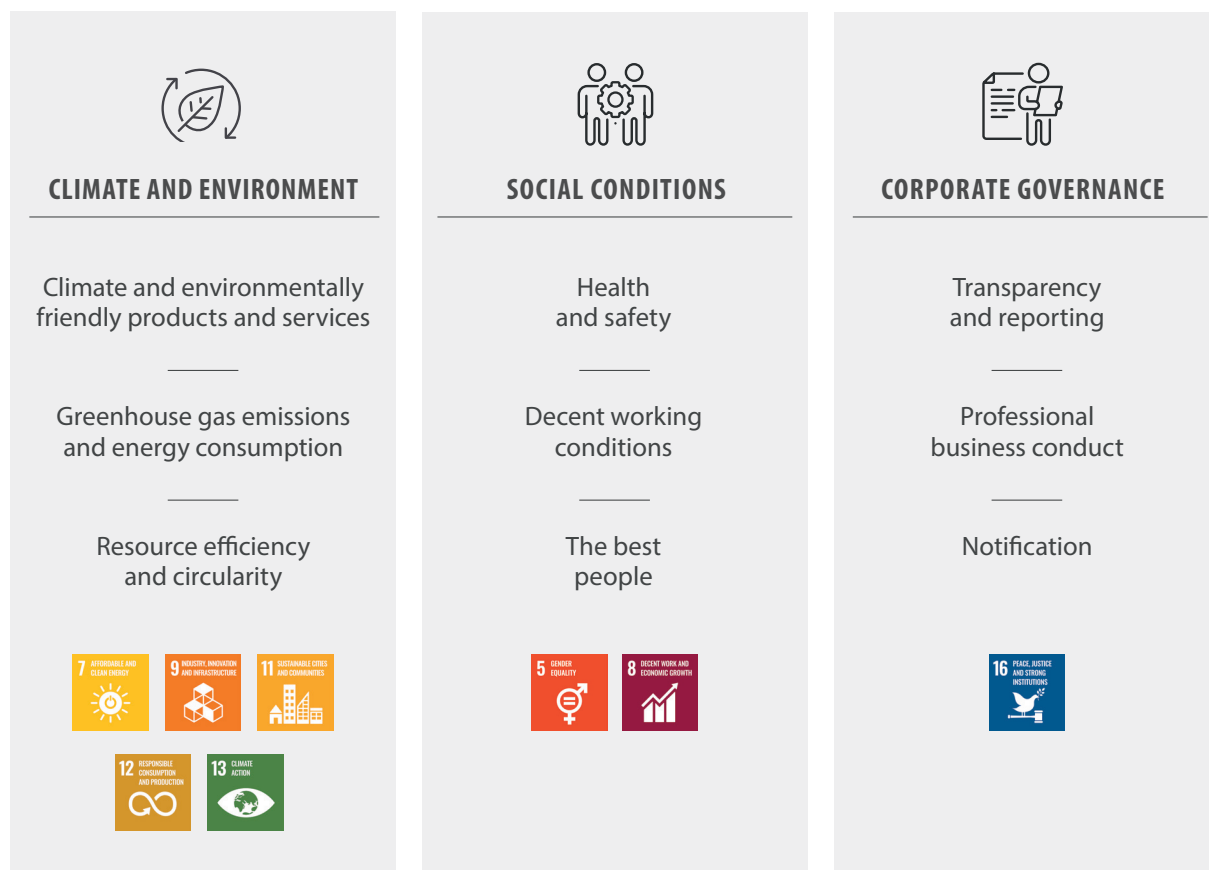 CLIMATE AND ENVIRONMENT
Climate and environmentally
friendly products and services
Greenhouse gas emissions
and energy consumption
Resource efficiency
and circularity
7 AFFORDABLE AND
CLEAN ENERGY
9 INDUSTRY, INNOVATION
AND INFRASTRUCTURE
11 SUSTAINABLE CITIES
AND COMMUNITIES
12 RESPONSIBLE
CONSUMPTION
AND PRODUCTION
13 CLIMATE
ACTION
SOCIAL CONDITIONS
Health
and safety
Decent working
conditions
The best
people
5 GENDER
EQUALITY
8 DECENT WORK AND
ECONOMIC GROWTH
CORPORATE GOVERNANCE
Transparency
and reporting
Professional
business conduct
Notification
16 PEACE, JUSTICE
AND STRONG
INSTITUTIONS